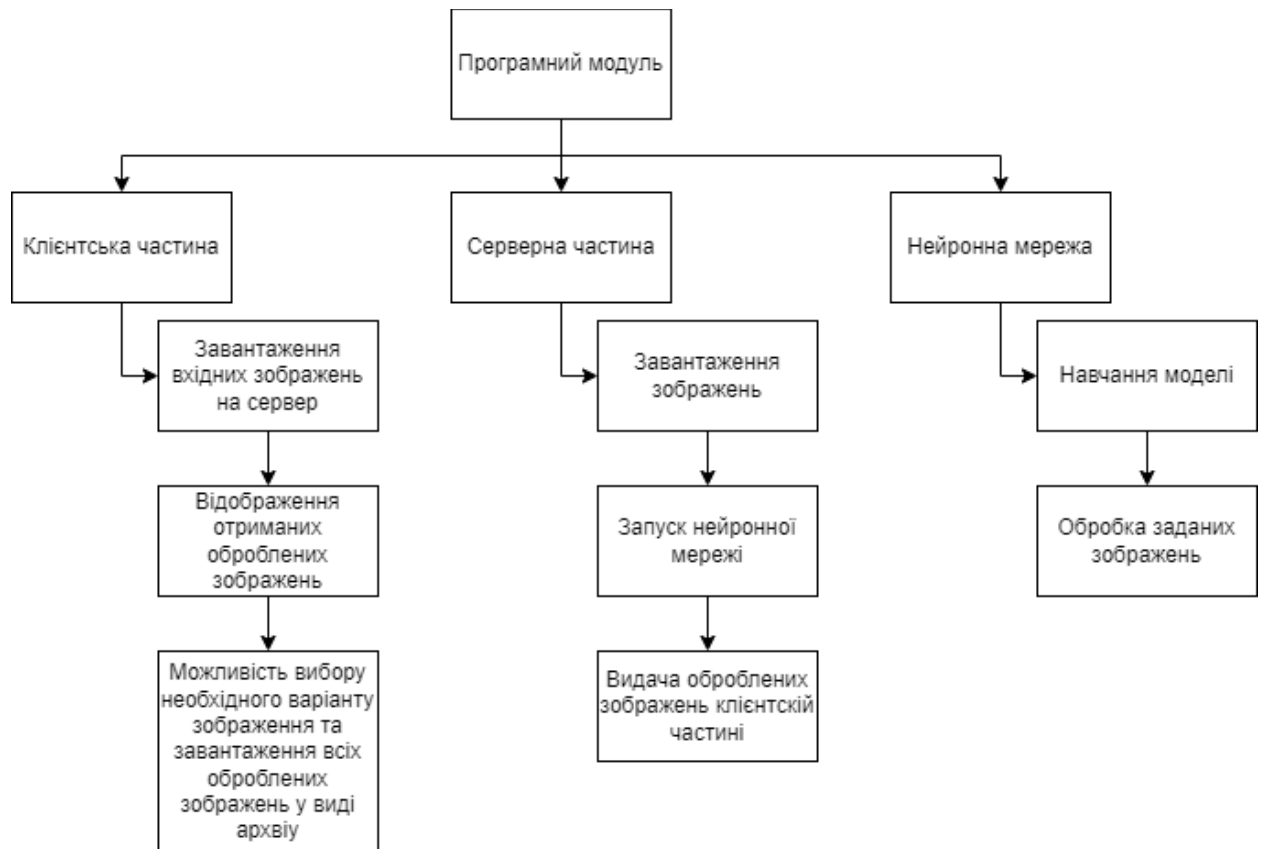 Програмний модуль
Клієнтська частина
Серверна частина
Нейронна мережа
Завантаження
вхідних зображень
на сервер
Завантаження
зображень
Навчання моделі
Відображення
отриманих
оброблених
зображень
Запуск нейронної
мережі
Обробка заданих
зображень
Можливість вибору
необхідного варіанту
зображення та
завантаження всіх
оброблених
зображень у виді
архвіу
Видача оброблених
зображень клієнтскій
частині